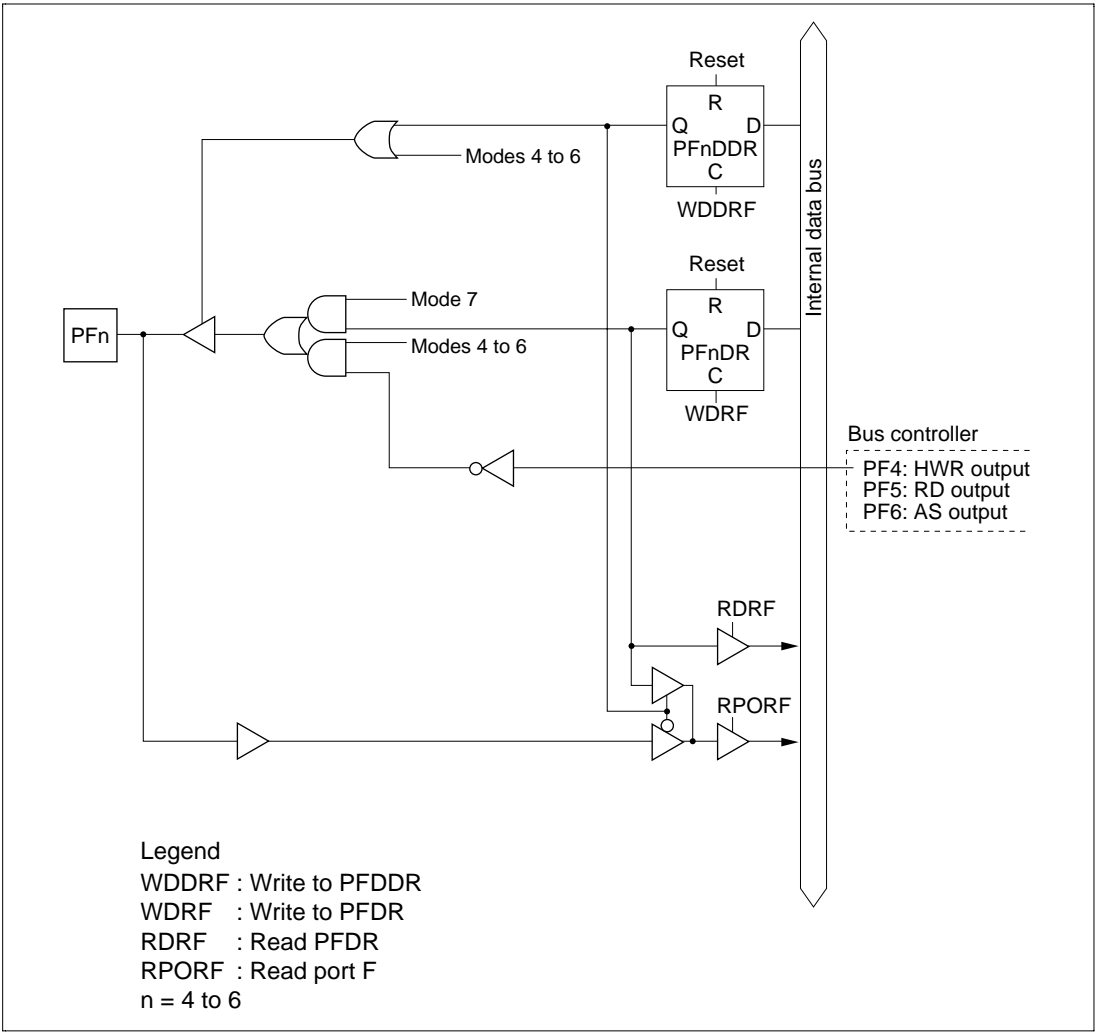 Reset
R
Q D
PFnDDR
C
WDDRF
Modes 4 to 6
Internal data bus
Reset
R
Q D
PFnDR
C
WDRF
Mode 7
Modes 4 to 6
PFn
Bus controller
PF4: HWR output
PF5: RD output
PF6: AS output
RDRF
RPORF
Legend
WDDRF : Write to PFDDR
WDRF : Write to PFDR
RDRF : Read PFDR
RPORF : Read port F
n = 4 to 6